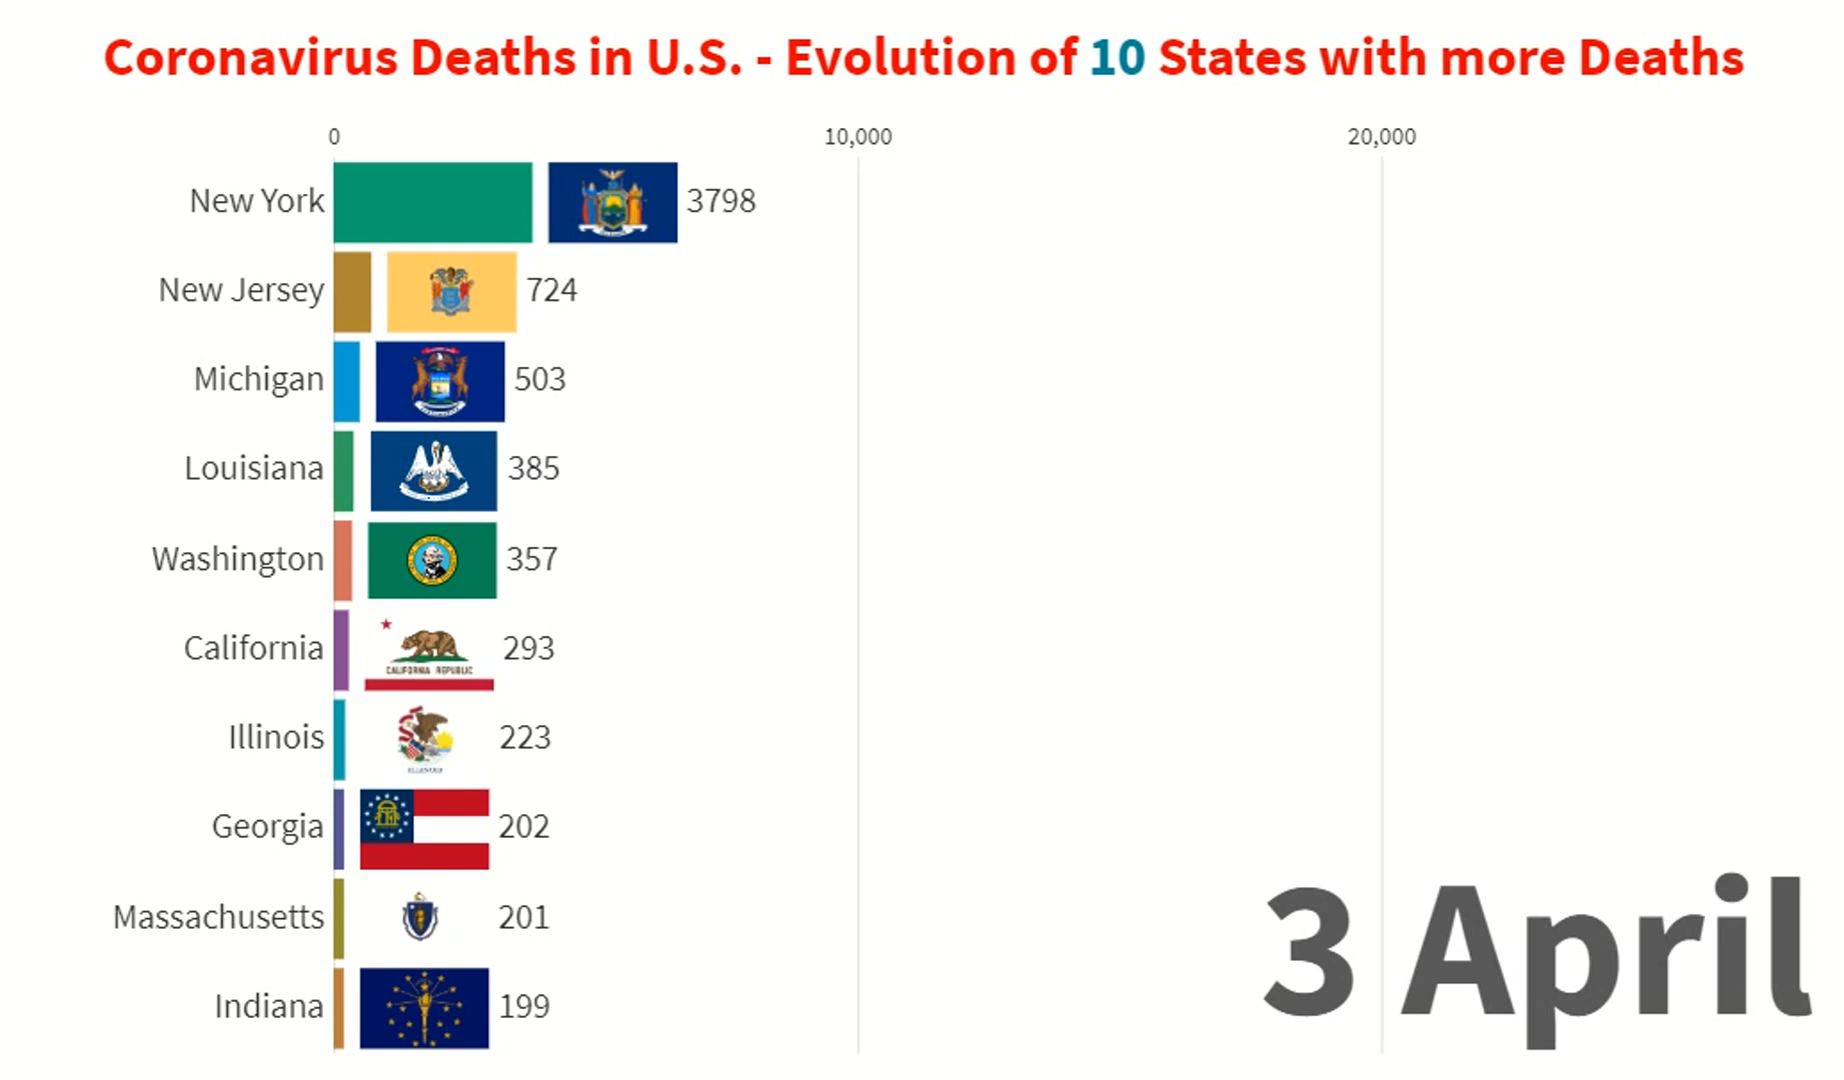 Coronavirus Deaths in U.S. - Evolution of 10 States with more Deaths
0 10,000 20,000
New York 3798
New Jersey 724
Michigan 503
Louisiana 385
Washington 357
California CALIFORNIA REPUBLIC 293
Illinois ILLINOIS 223
Georgia 202
Massachusetts 201
Indiana 199
3 April